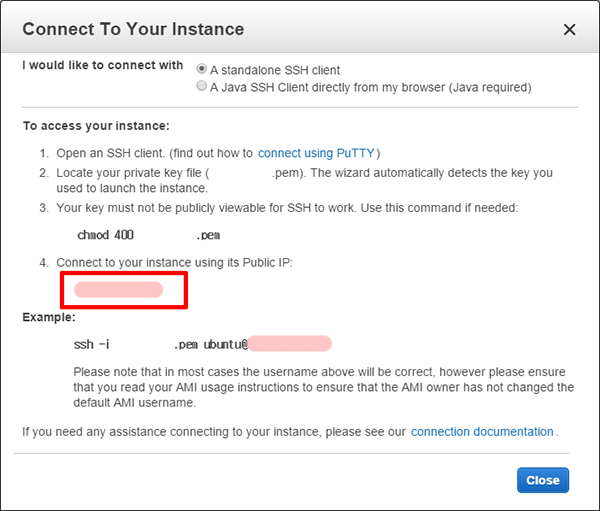 Connect To Your Instance
I would like to connect with
A standalone SSH client
A Java SSH Client directly from my browser (Java required)
To access your instance:
1. Open an SSH client. (find out how to connect using PuTTY)
2. Locate your private key file ( .pem). The wizard automatically detects the key you
used to launch the instance.
3. Your key must not be publicly viewable for SSH to work. Use this command if needed:
chmod 400 .pem
4. Connect to your instance using its Public IP:
Example:
ssh -i .pem ubuntu@
Please note that in most cases the username above will be correct, however please ensure
that you read your AMI usage instructions to ensure that the AMI owner has not changed the
default AMI username.
If you need any assistance connecting to your instance, please see our connection documentation.
Close